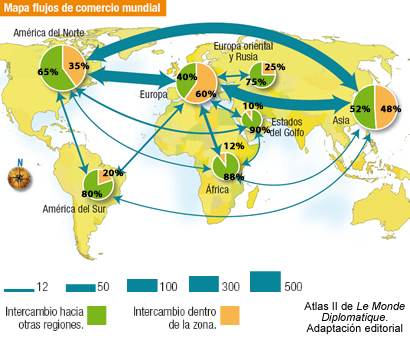 Mapa flujos de comercio mundial
América del Norte
35%
65%
Europa oriental
y Rusia
25%
75%
40%
60%
Europa
10%
90%
Estados
del Golfo
52%
48%
Asia
12%
88%
África
N
20%
80%
América del Sur
12
50
100
300
500
Intercambio hacia
otras regiones.
Intercambio dentro
de la zona.
Atlas II de Le Monde
Diplomatique.
Adaptación editorial